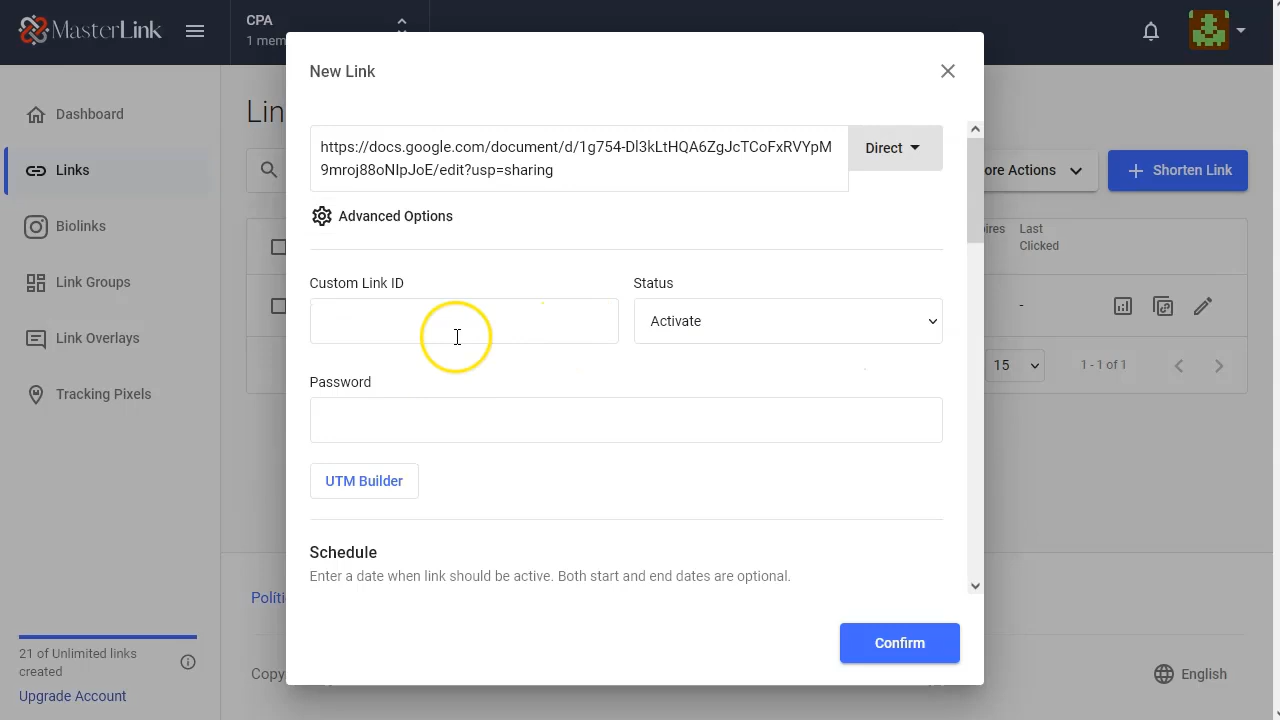 MasterLink
CPA
1 mem
New Link
https://docs.google.com/document/d/1g754-Dl3kLtHQA6ZgJcTCoFxRVYpM
9mroj88oNIpJoE/edit?usp=sharing
Direct
Advanced Options
Custom Link ID
Status
Activate
Password
UTM Builder
Schedule
Enter a date when link should be active. Both start and end dates are optional.
Confirm
Dashboard
Links
Biolinks
Link Groups
Link Overlays
Tracking Pixels
21 of Unlimited links
created
Upgrade Account
Lin
ore Actions
Shorten Link
ires
Last
Clicked
-
15
1 - 1 of 1
Políti
Copy
English